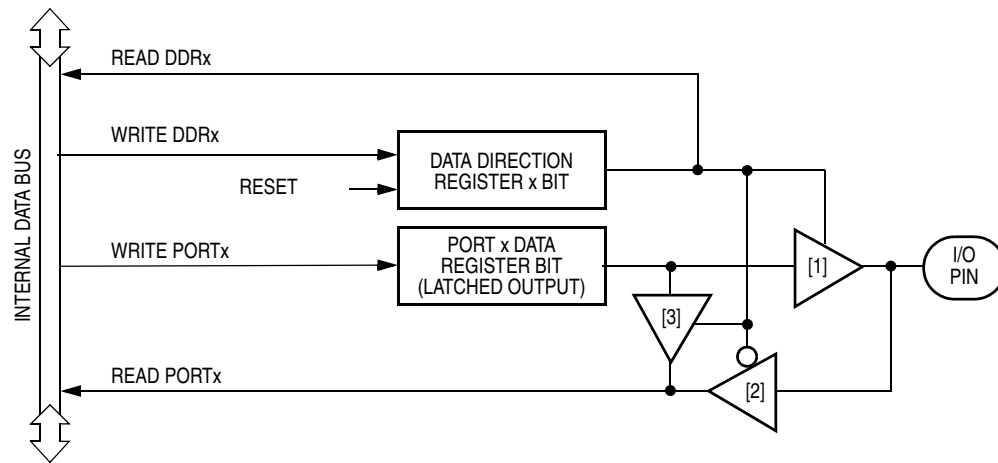 READ DDRx
WRITE DDRx
RESET
DATA DIRECTION
REGISTER x BIT
WRITE PORTx
PORT x DATA
REGISTER BIT
(LATCHED OUTPUT)
[1]
I/O
PIN
[3]
[2]
READ PORTx
INTERNAL DATA BUS